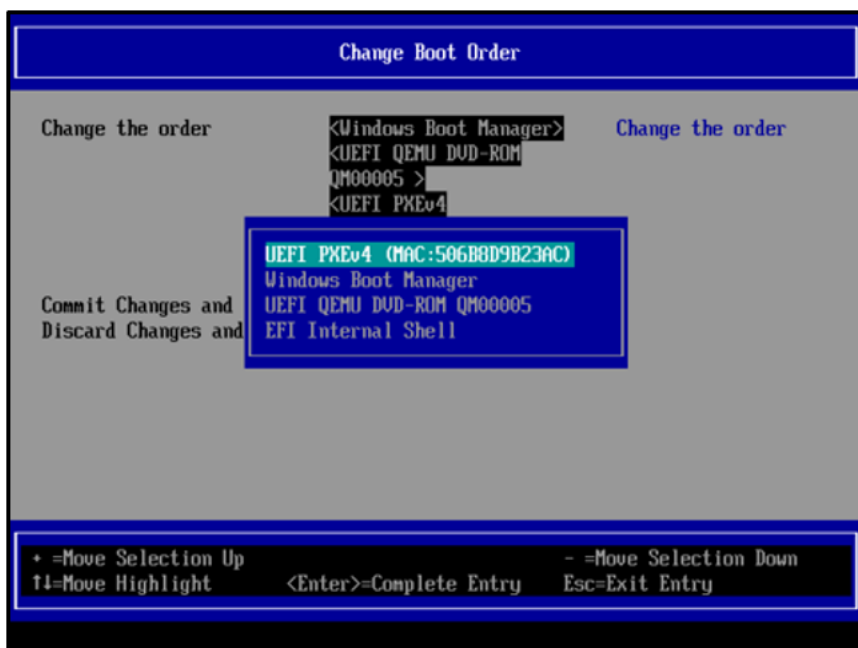 Change Boot Order
Change the order
<Windows Boot Manager>
<UEFI QEMU DVD-ROM
QM00005 >
<UEFI PXEv4
Change the order
UEFI PXEv4 (MAC:506B8D9B23AC)
Windows Boot Manager
UEFI QEMU DVD-ROM QM00005
EFI Internal Shell
Commit Changes and
Discard Changes and
+ =Move Selection Up
- =Move Selection Down
↑↓=Move Highlight
<Enter>=Complete Entry
Esc=Exit Entry